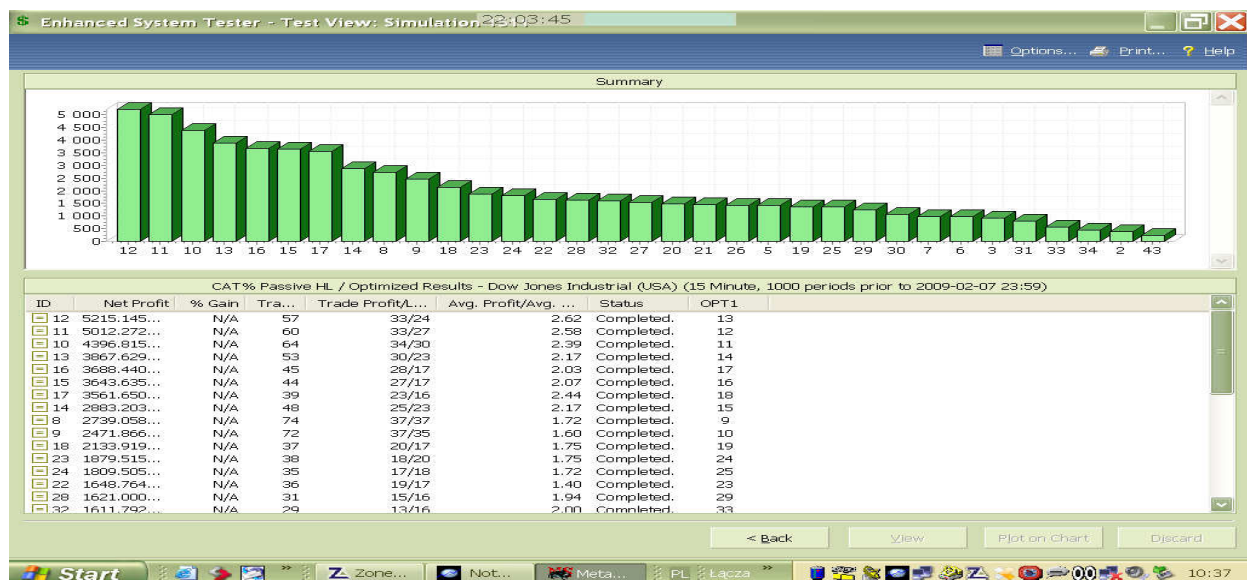 $ Enhanced System Tester - Test View: Simulation 22:03:45
Options... Print... ? Help
Summary
5 000
4 500
4 000
3 500
3 000
2 500
2 000
1 500
1 000
500
0
12 11 10 13 16 15 17 14 8 9 18 23 24 22 28 32 27 20 21 26 5 19 25 29 30 7 6 3 31 33 34 2 43
CAT% Passive HL / Optimized Results - Dow Jones Industrial (USA) (15 Minute, 1000 periods prior to 2009-02-07 23:59)
ID Net Profit % Gain Tra... Trade Profit/L... Avg. Profit/Avg. ... Status OPT1
12 5215.145... N/A 57 33/24 2.62 Completed. 13
11 5012.272... N/A 60 33/27 2.58 Completed. 12
10 4396.815... N/A 64 34/30 2.39 Completed. 11
13 3867.629... N/A 53 30/23 2.17 Completed. 14
16 3688.440... N/A 45 28/17 2.03 Completed. 17
15 3643.635... N/A 44 27/17 2.07 Completed. 16
17 3561.650... N/A 39 23/16 2.44 Completed. 18
14 2883.203... N/A 48 25/23 2.17 Completed. 15
8 2739.058... N/A 74 37/37 1.72 Completed. 9
9 2471.866... N/A 72 37/35 1.60 Completed. 10
18 2133.919... N/A 37 20/17 1.75 Completed. 19
23 1879.515... N/A 38 18/20 1.75 Completed. 24
24 1809.505... N/A 35 17/18 1.72 Completed. 25
22 1648.764... N/A 36 19/17 1.40 Completed. 23
28 1621.000... N/A 31 15/16 1.94 Completed. 29
32 1611.792... N/A 29 13/16 2.00 Completed. 33
< Back View Plot on Chart Discard
Start » Z Zone... Not... Meta... PL Łącza » 00 10:37